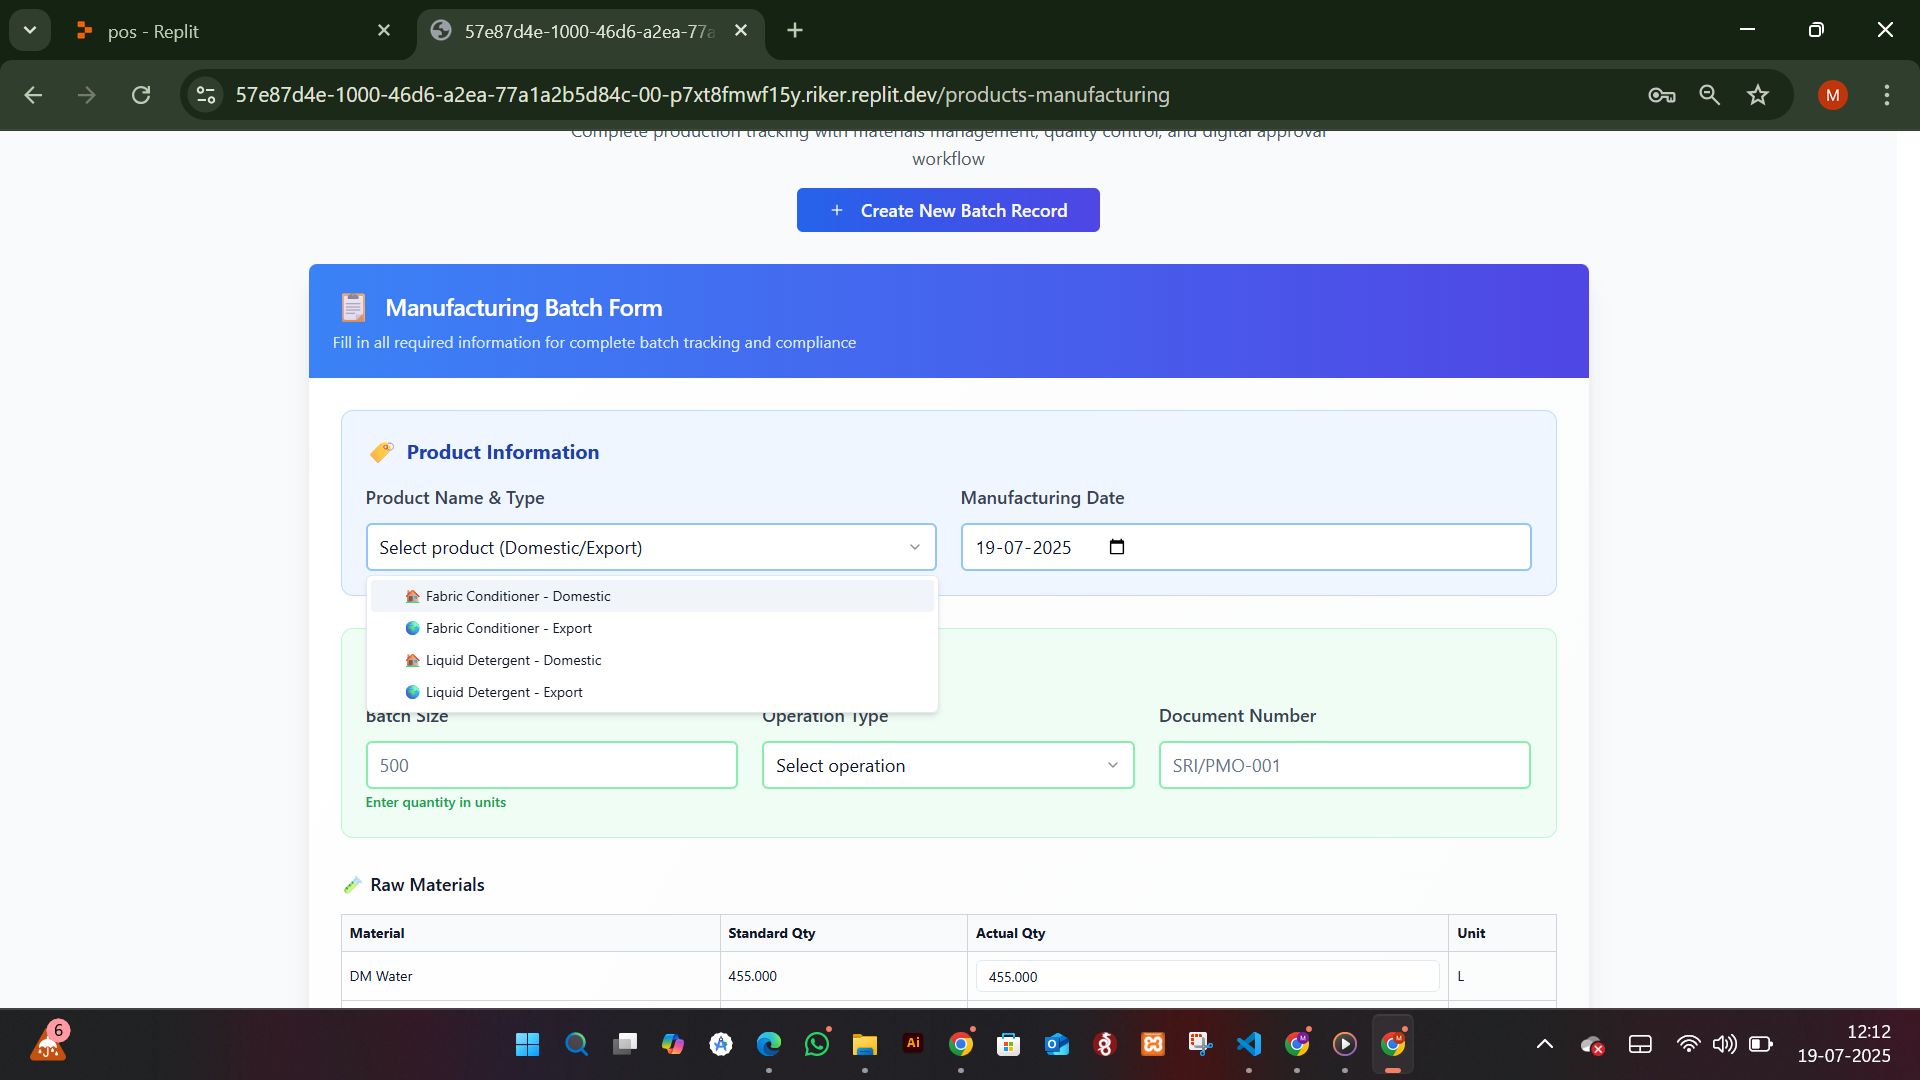 pos - Replit
57e87d4e-1000-46d6-a2ea-77a
57e87d4e-1000-46d6-a2ea-77a1a2b5d84c-00-p7xt8fmwf15y.riker.replit.dev/products-manufacturing
M
Complete production tracking with materials management, quality control, and digital approval
workflow
+ Create New Batch Record
Manufacturing Batch Form
Fill in all required information for complete batch tracking and compliance
Product Information
Product Name & Type
Manufacturing Date
Select product (Domestic/Export)
19-07-2025
Fabric Conditioner - Domestic
Fabric Conditioner - Export
Liquid Detergent - Domestic
Liquid Detergent - Export
Batch Size
Operation Type
Document Number
500
Select operation
SRI/PMO-001
Enter quantity in units
Raw Materials
Material Standard Qty Actual Qty Unit
DM Water 455.000 455.000 L
6
Ai
12:12
19-07-2025